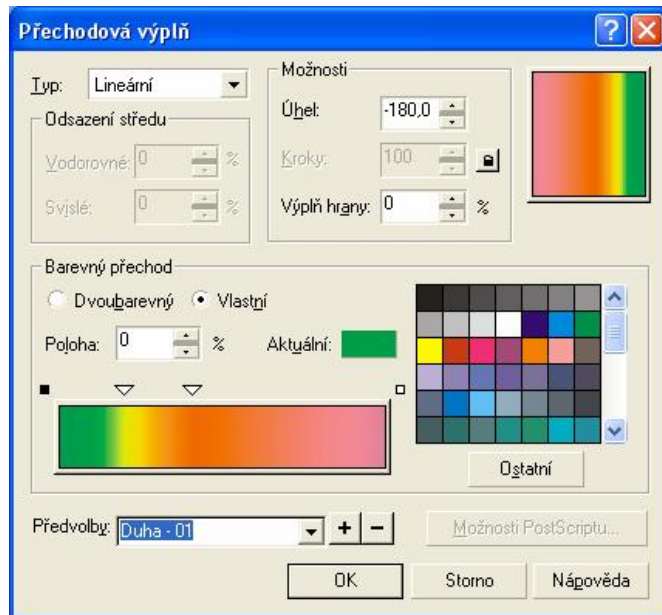 Přechodová výplň
Typ: Lineární
Odsazení středu
Vodorovné: 0 %
Svislé: 0 %
Možnosti
Úhel: -180,0
Kroky: 100
Výplň hrany: 0 %
Barevný přechod
Dvoubarevný Vlastní
Poloha: 0 % Aktuální:
Ostatní
Předvolby: Duha - 01 + −
Možnosti PostScriptu...
OK Storno Nápověda